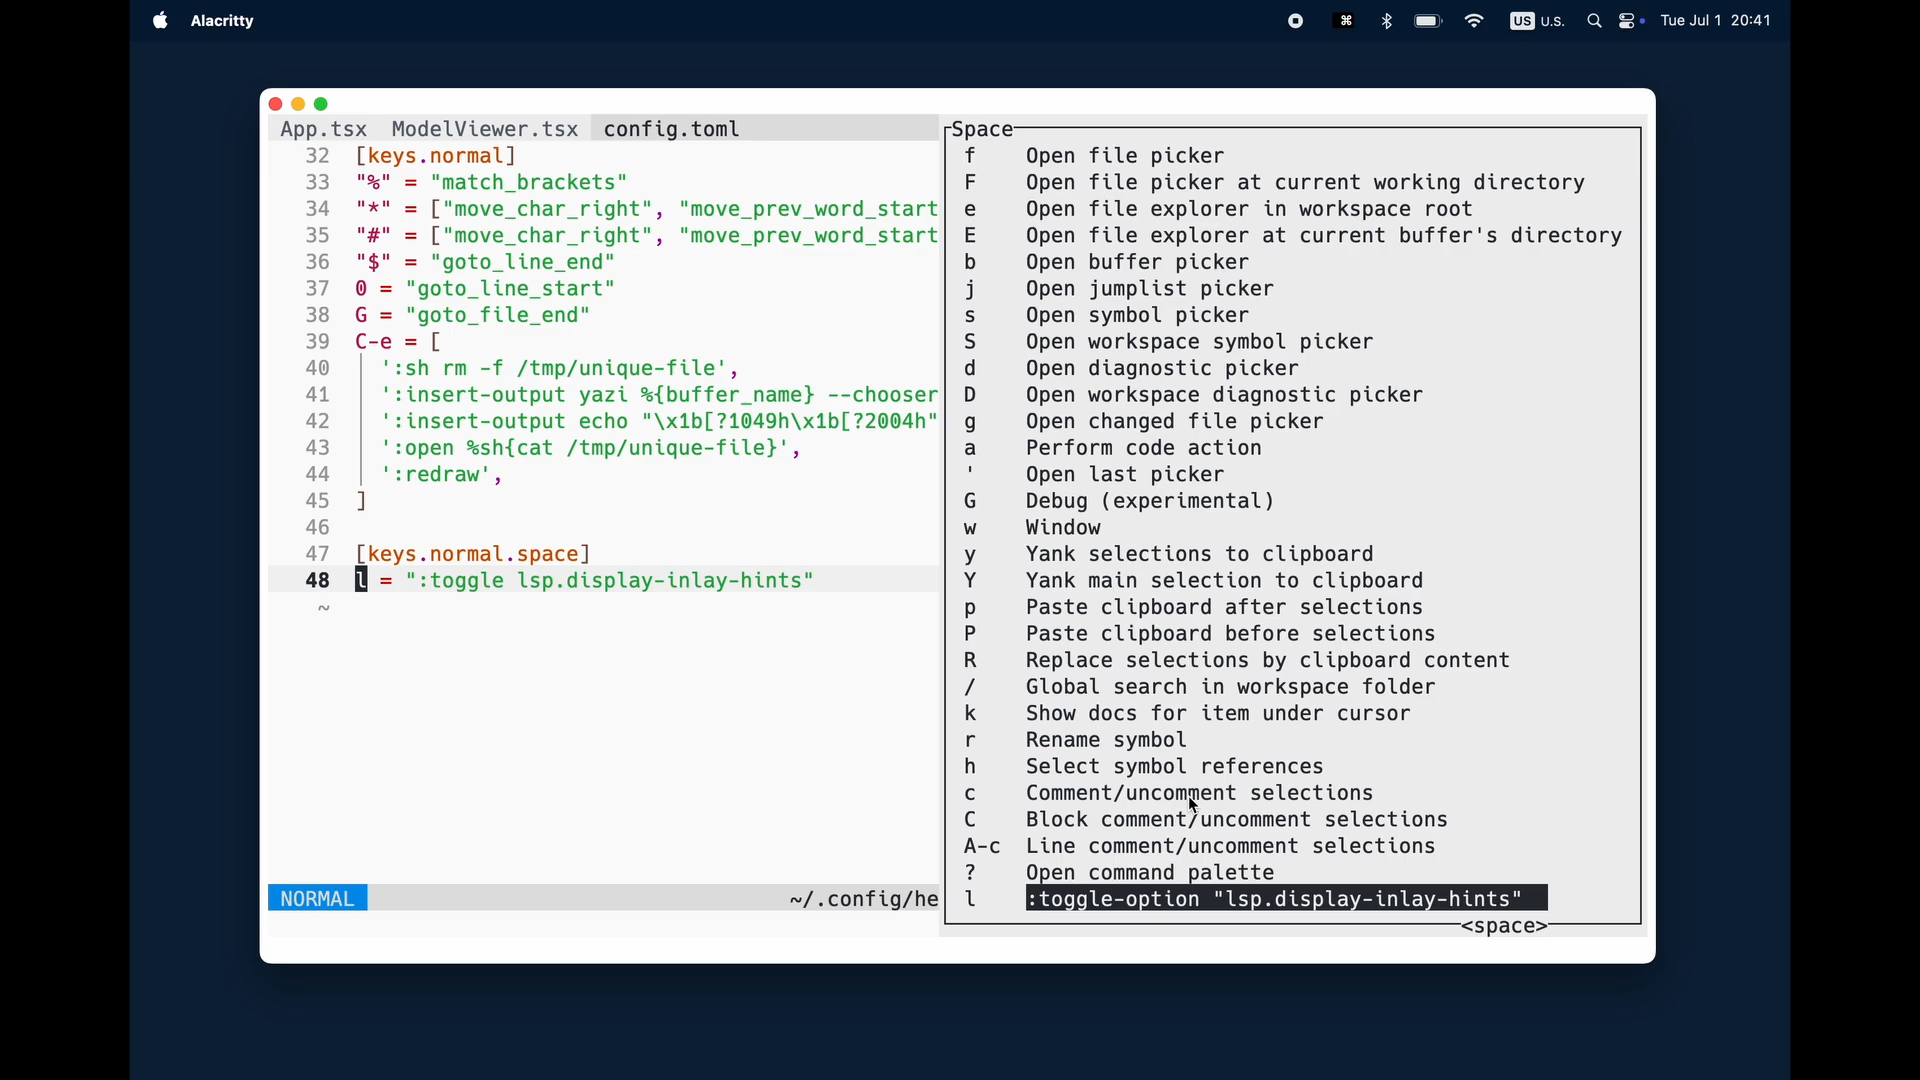 Alacritty
⌘
US U.S.
Tue Jul 1 20:41
App.tsx ModelViewer.tsx config.toml
32 [keys.normal]
33 "%" = "match_brackets"
34 "*" = ["move_char_right", "move_prev_word_start
35 "#" = ["move_char_right", "move_prev_word_start
36 "$" = "goto_line_end"
37 0 = "goto_line_start"
38 G = "goto_file_end"
39 C-e = [
40 ':sh rm -f /tmp/unique-file',
41 ':insert-output yazi %{buffer_name} --chooser
42 ':insert-output echo "\x1b[?1049h\x1b[?2004h"
43 ':open %sh{cat /tmp/unique-file}',
44 ':redraw',
45 ]
46
47 [keys.normal.space]
48 l = ":toggle lsp.display-inlay-hints"
~
NORMAL ~/.config/he
Space
f Open file picker
F Open file picker at current working directory
e Open file explorer in workspace root
E Open file explorer at current buffer's directory
b Open buffer picker
j Open jumplist picker
s Open symbol picker
S Open workspace symbol picker
d Open diagnostic picker
D Open workspace diagnostic picker
g Open changed file picker
a Perform code action
' Open last picker
G Debug (experimental)
w Window
y Yank selections to clipboard
Y Yank main selection to clipboard
p Paste clipboard after selections
P Paste clipboard before selections
R Replace selections by clipboard content
/ Global search in workspace folder
k Show docs for item under cursor
r Rename symbol
h Select symbol references
c Comment/uncomment selections
C Block comment/uncomment selections
A-c Line comment/uncomment selections
? Open command palette
l :toggle-option "lsp.display-inlay-hints"
<space>